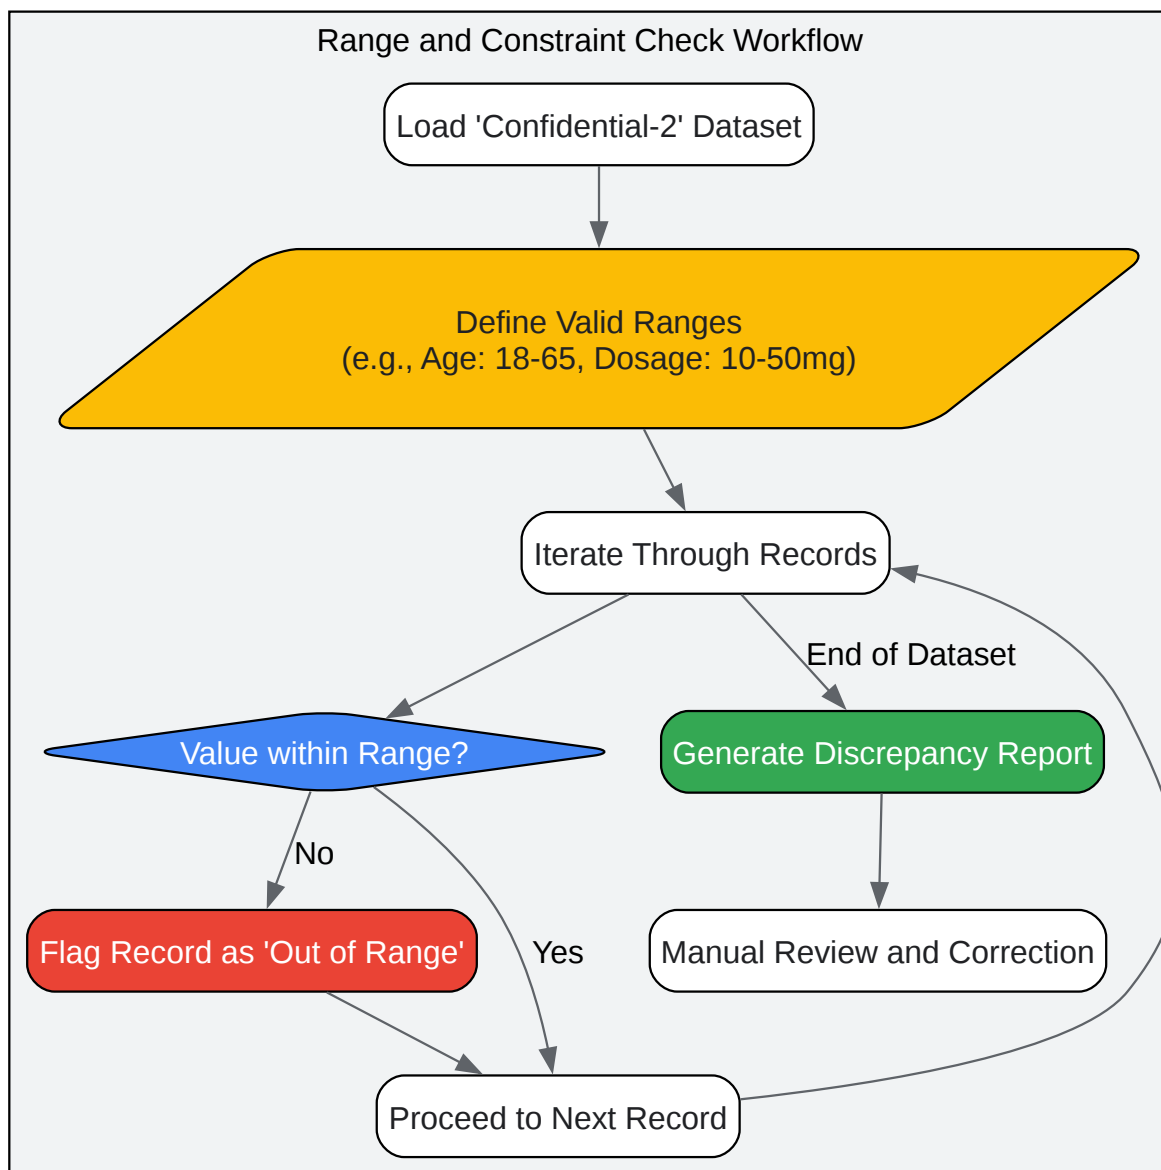 Range and Constraint Check Workflow
Load 'Confidential-2' Dataset
Define Valid Ranges
(e.g., Age: 18-65, Dosage: 10-50mg)
Iterate Through Records
End of Dataset
Value within Range?
Generate Discrepancy Report
No
Flag Record as 'Out of Range'
Yes
Manual Review and Correction
Proceed to Next Record